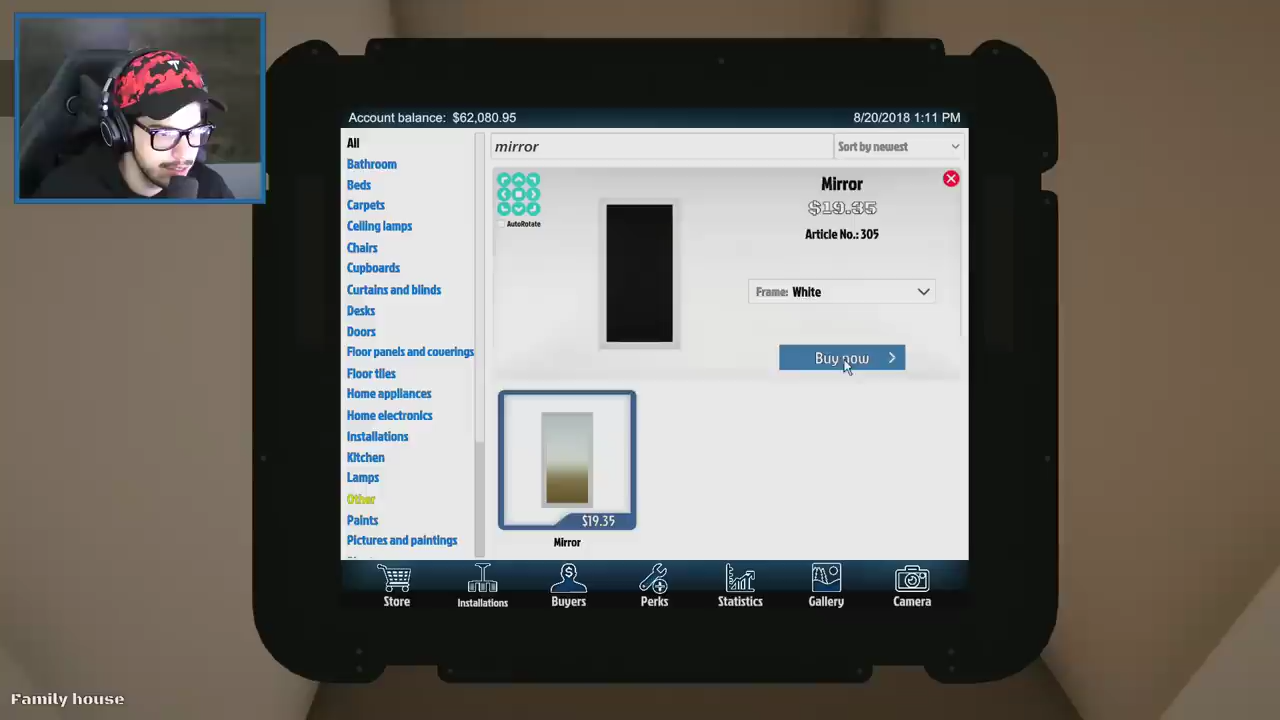 Account balance: $62,080.95
8/20/2018 1:11 PM
All
Bathroom
Beds
Carpets
Ceiling lamps
Chairs
Cupboards
Curtains and blinds
Desks
Doors
Floor panels and coverings
Floor tiles
Home appliances
Home electronics
Installations
Kitchen
Lamps
Other
Paints
Pictures and paintings
mirror
Sort by newest
AutoRotate
Mirror
$19.35
Article No.: 305
Frame: White
Buy now
$19.35
Mirror
Store
Installations
Buyers
Perks
Statistics
Gallery
Camera
Family house